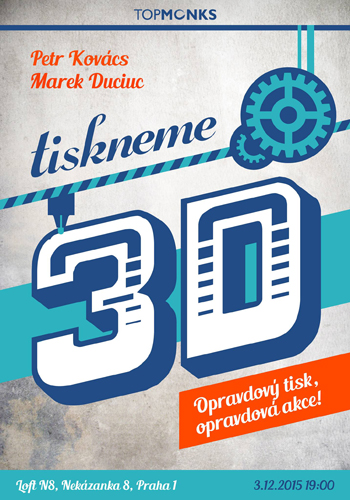 TOPMONKS
Petr Kovács
Marek Duciuc
tiskneme
3D
Opravdový tisk,
opravdová akce!
Loft N8, Nekázanka 8, Praha 1
3.12.2015 19:00